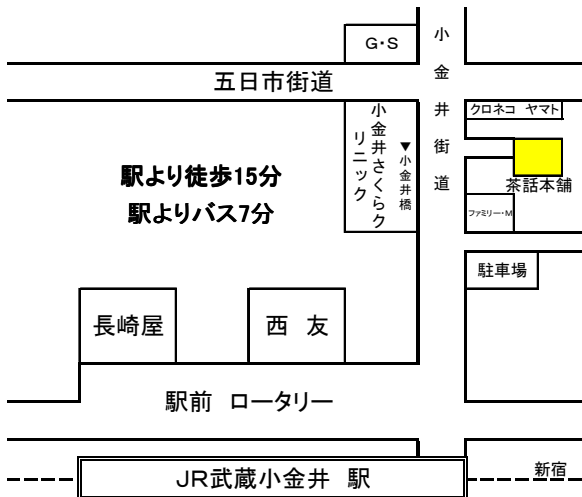 G・S
小金井街道
五日市街道
クロネコ ヤマト
小金井さくらク
リニック
▼小金井橋
茶話本舗
駅より徒歩15分
駅よりバス7分
ファミリー・M
駐車場
長崎屋
西 友
駅前 ロータリー
JR武蔵小金井 駅
新宿